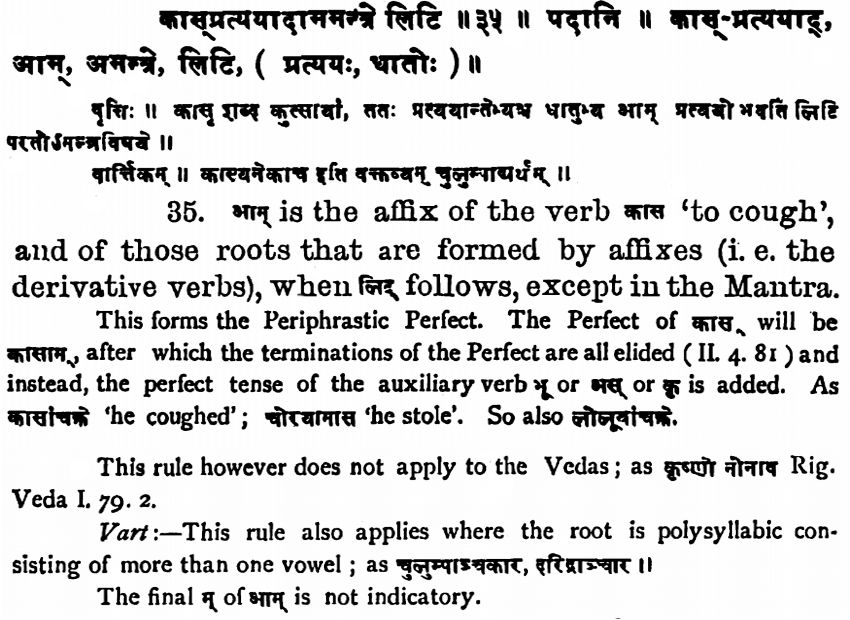 कास्प्रत्ययादाममन्त्रे लिटि ॥ ३५ ॥ पदानि ॥ कास्-प्रत्ययाद्,
आम्, अमन्त्रे, लिटि, ( प्रत्ययः, धातोः ) ॥
वृत्तिः ॥ कासृ शब्द कुत्सायां, ततः प्रत्ययान्तेभ्यश्च धातुभ्य आम् प्रत्ययो भवति लिटि
परतोऽमन्त्रविषये ॥
वार्त्तिकम् ॥ कास्यनेकाच इति वक्तव्यम् चुलुम्पाद्यर्थम् ॥
35. आम् is the affix of the verb कास 'to cough',
and of those roots that are formed by affixes (i. e. the
derivative verbs), when लिट् follows, except in the Mantra.
This forms the Periphrastic Perfect. The Perfect of कास् will be
कासाम्, after which the terminations of the Perfect are all elided ( II. 4. 81 ) and
instead, the perfect tense of the auxiliary verb भू or अस् or कृ is added. As
कासांचक्रे 'he coughed'; चोरयामास 'he stole'. So also लोलूयांचक्रे.
This rule however does not apply to the Vedas; as कृष्णो नोनाव Rig.
Veda I. 79. 2.
Vart:—This rule also applies where the root is polysyllabic con-
sisting of more than one vowel; as चुलुम्पाञ्चकार, दरिद्राञ्चार ॥
The final म् of आम् is not indicatory.